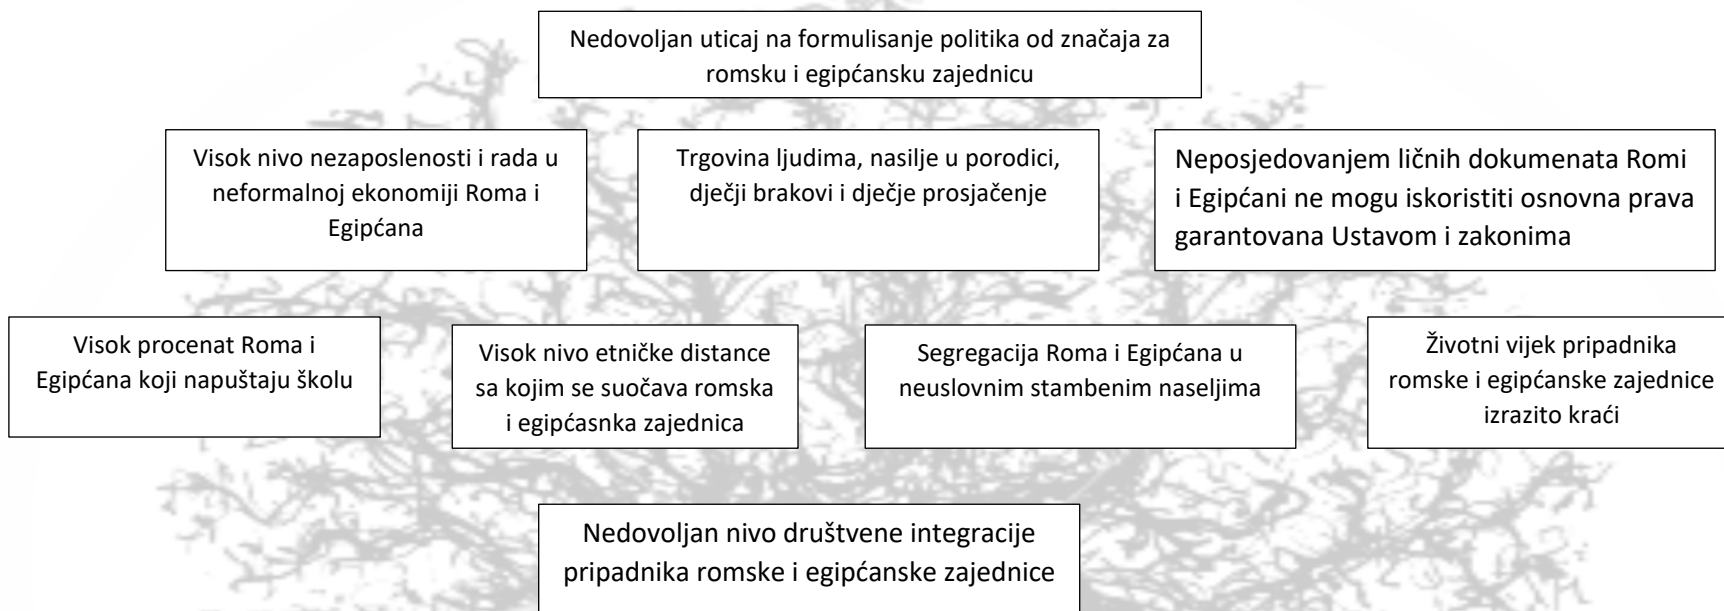 Nedovoljan uticaj na formulisanje politika od značaja za
romsku i egipćansku zajednicu
Visok nivo nezaposlenosti i rada u
neformalnoj ekonomiji Roma i
Egipćana
Trgovina ljudima, nasilje u porodici,
dječji brakovi i dječje prosjačenje
Neposjedovanjem ličnih dokumenata Romi
i Egipćani ne mogu iskoristiti osnovna prava
garantovana Ustavom i zakonima
Visok procenat Roma i
Egipćana koji napuštaju školu
Visok nivo etničke distance
sa kojim se suočava romska
i egipćasnka zajednica
Segregacija Roma i Egipćana u
neuslovnim stambenim naseljima
Životni vijek pripadnika
romske i egipćanske zajednice
izrazito kraći
Nedovoljan nivo društvene integracije
pripadnika romske i egipćanske zajednice